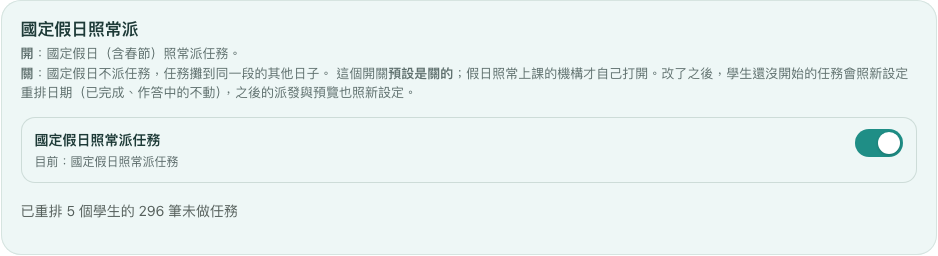 國定假日照常派
開：國定假日（含春節）照常派任務。
關：國定假日不派任務，任務攤到同一段的其他日子。 這個開關預設是關的；假日照常上課的機構才自己打開。改了之後，學生還沒開始的任務會照新設定
重排日期（已完成、作答中的不動），之後的派發與預覽也照新設定。
國定假日照常派任務
目前：國定假日照常派任務
已重排 5 個學生的 296 筆未做任務